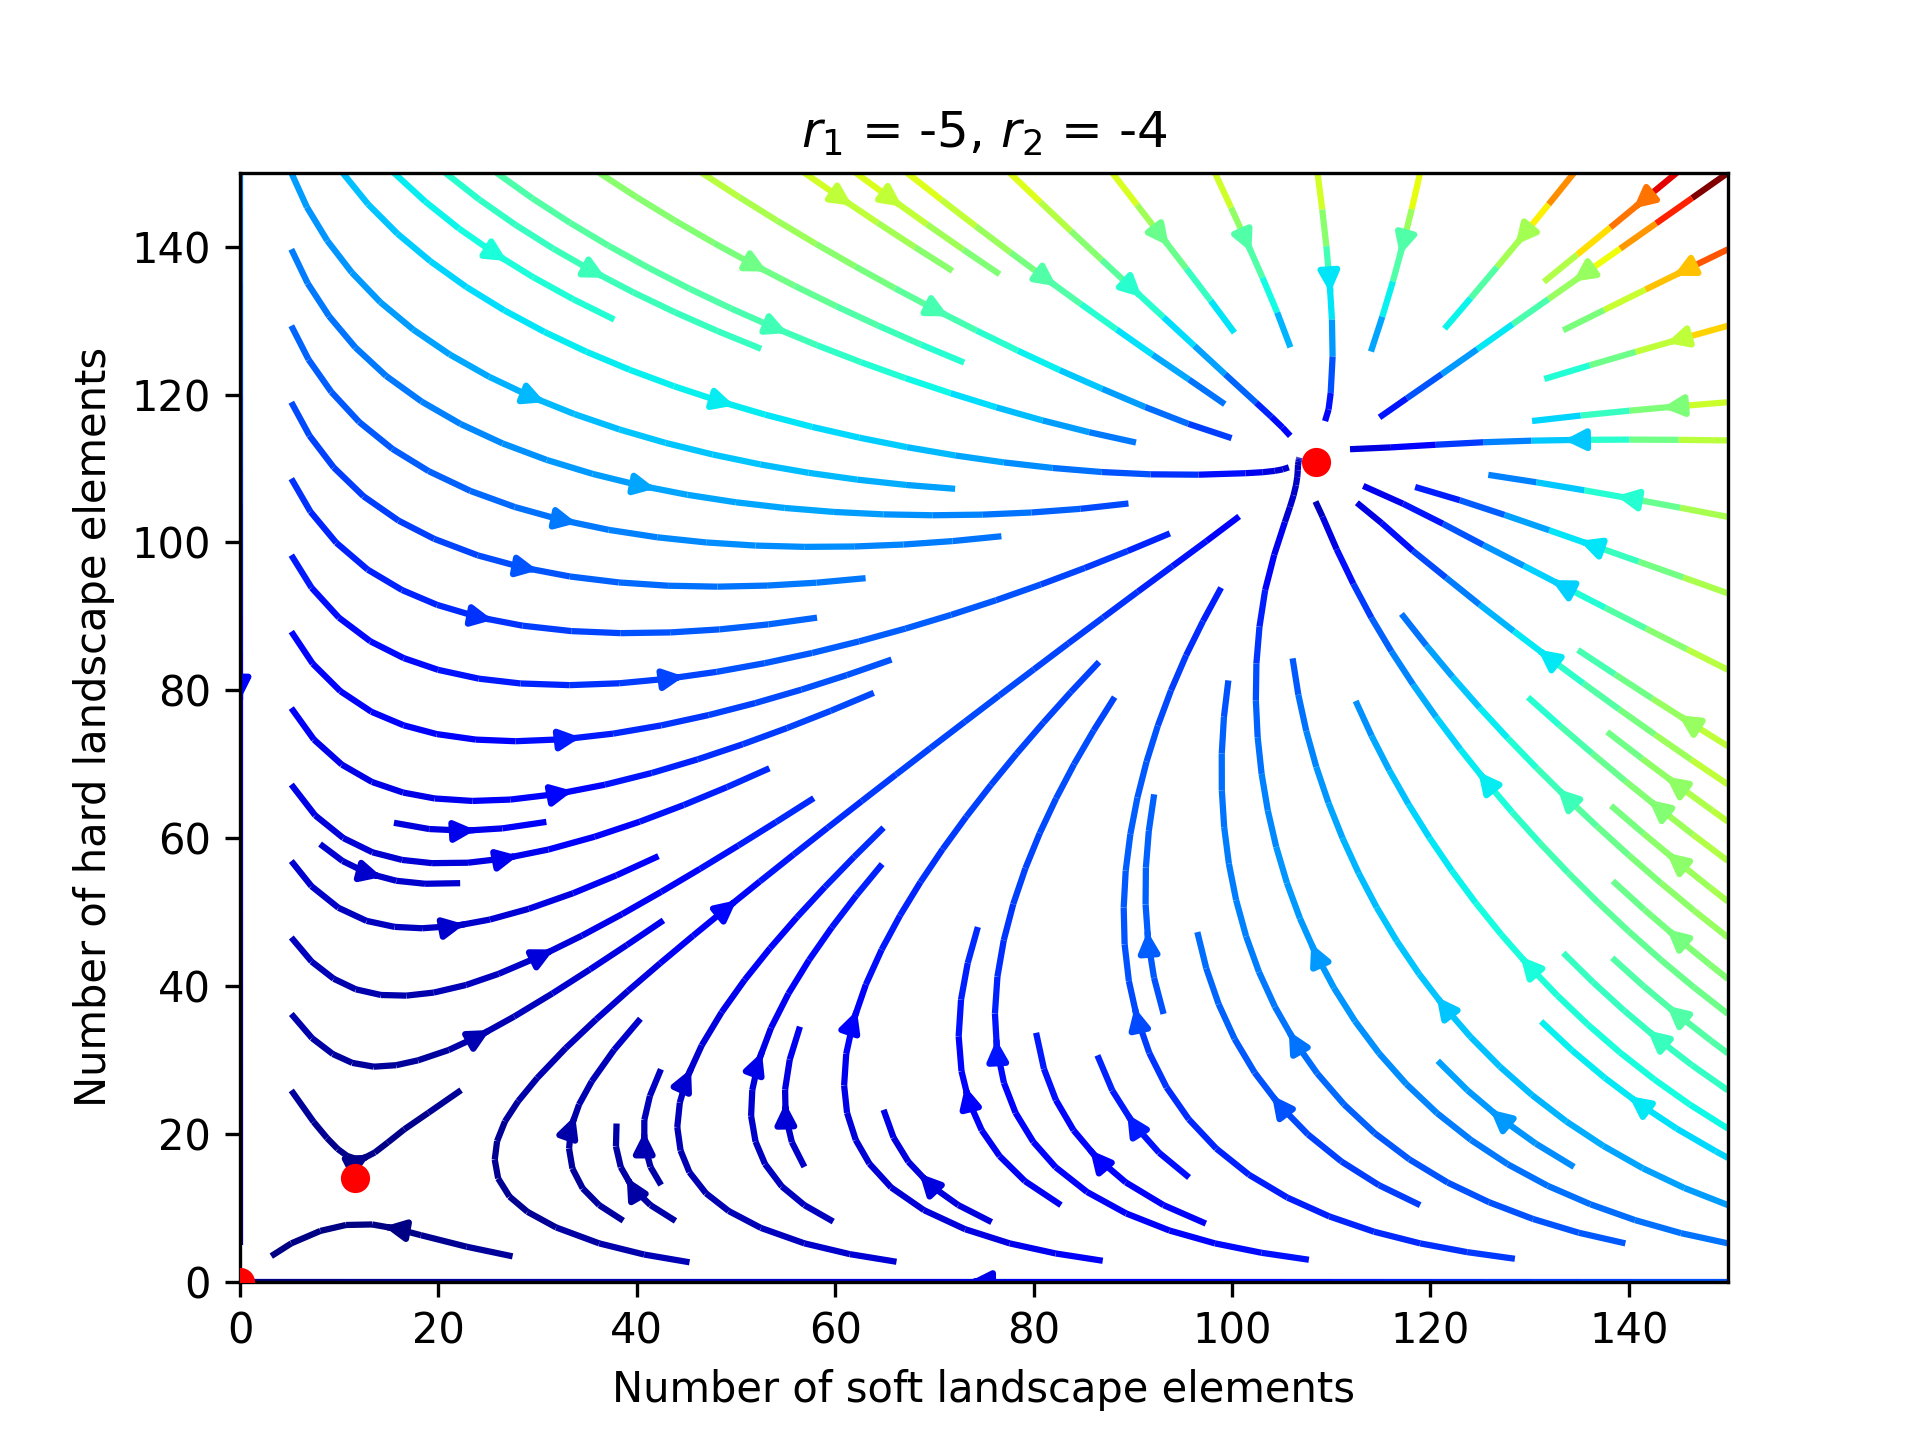 r₁ = -5, r₂ = -4
Number of hard landscape elements
140
120
100
80
60
40
20
0
0 20 40 60 80 100 120 140
Number of soft landscape elements